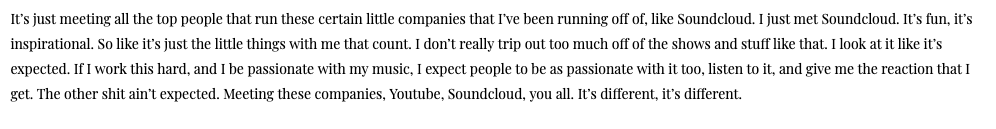 It’s just meeting all the top people that run these certain little companies that I’ve been running off of, like Soundcloud. I just met Soundcloud. It’s fun, it’s
inspirational. So like it’s just the little things with me that count. I don’t really trip out too much off of the shows and stuff like that. I look at it like it’s
expected. If I work this hard, and I be passionate with my music, I expect people to be as passionate with it too, listen to it, and give me the reaction that I
get. The other shit ain’t expected. Meeting these companies, Youtube, Soundcloud, you all. It’s different, it’s different.